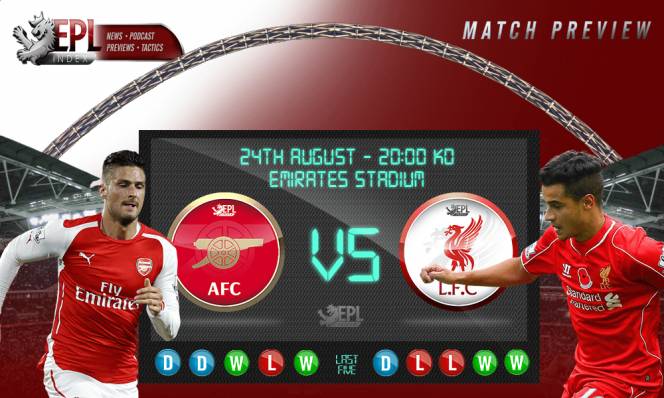 EPL
INDEX
NEWS • PODCAST
PREVIEWS • TACTICS
MATCH PREVIEW
24TH AUGUST - 20:00 KO
EMIRATES STADIUM
EPL
AFC
VS
EPL
L.F.C
EPL
D D W L W
LAST
FIVE
D L L W W
Fly
Emirates
Arsenal
Standard
Chartered